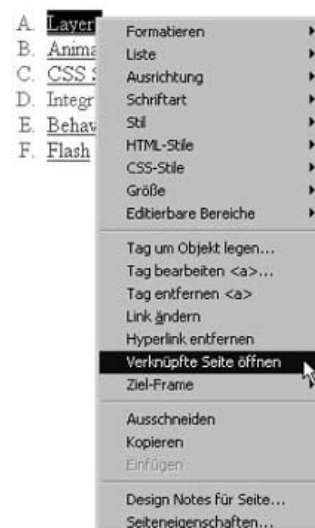 A. Layer
B. Anima
C. CSS S
D. Integr
E. Behav
F. Flash
Formatieren
Liste
Ausrichtung
Schriftart
Stil
HTML-Stile
CSS-Stile
Größe
Editierbare Bereiche
Tag um Objekt legen...
Tag bearbeiten <a>...
Tag entfernen <a>
Link ändern
Hyperlink entfernen
Verknüpfte Seite öffnen
Ziel-Frame
Ausschneiden
Kopieren
Einfügen
Design Notes für Seite...
Seiteneigenschaften...